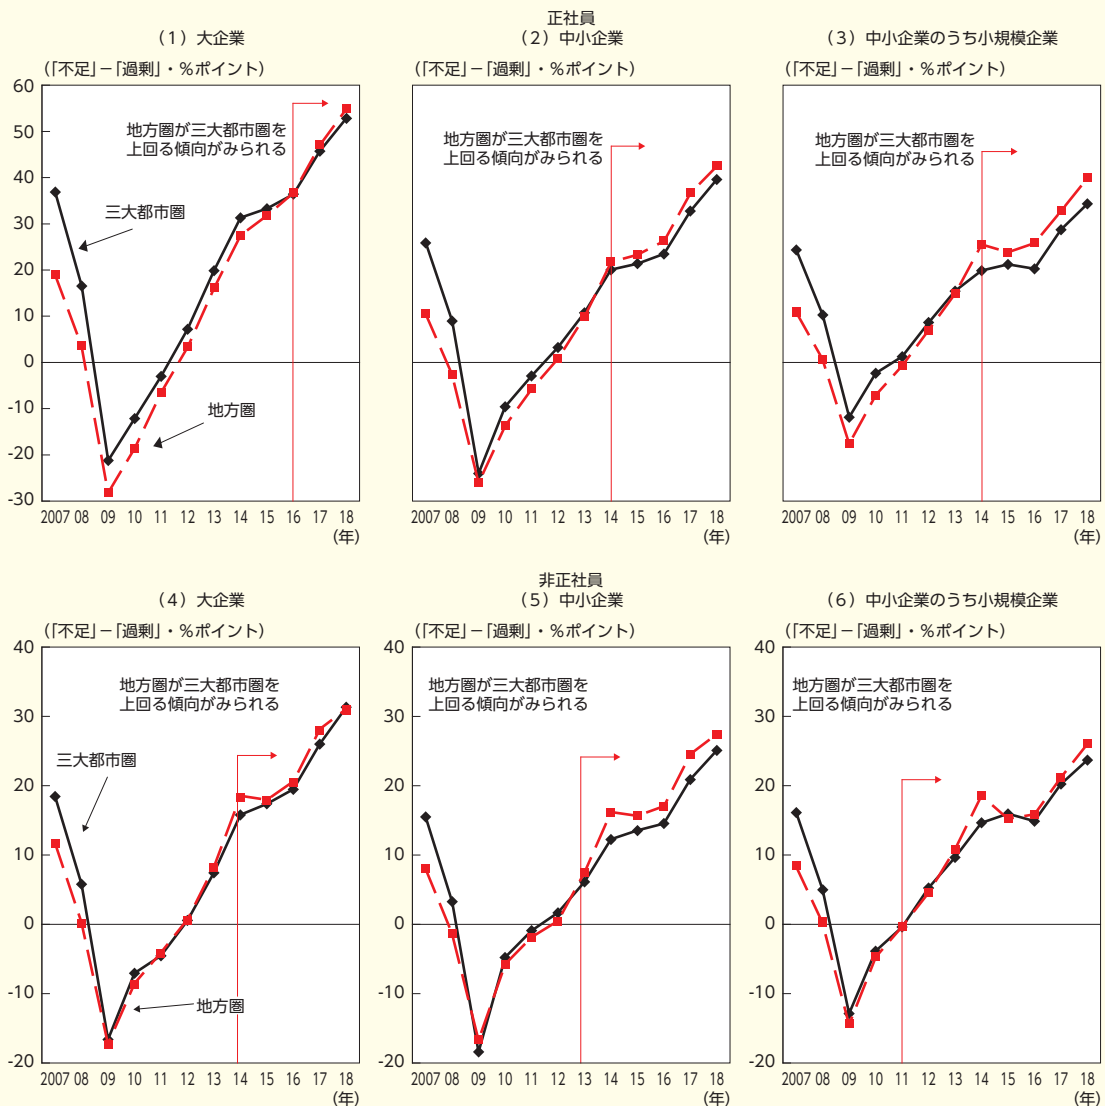 正社員
（1）大企業
（2）中小企業
（3）中小企業のうち小規模企業
（「不足」－「過剰」・％ポイント）
（「不足」－「過剰」・％ポイント）
（「不足」－「過剰」・％ポイント）
60
50
40
30
20
10
0
-10
-20
-30
地方圏が三大都市圏を
上回る傾向がみられる
三大都市圏
地方圏
2007 08 09 10 11 12 13 14 15 16 17 18
（年）
地方圏が三大都市圏を
上回る傾向がみられる
2007 08 09 10 11 12 13 14 15 16 17 18
（年）
地方圏が三大都市圏を
上回る傾向がみられる
2007 08 09 10 11 12 13 14 15 16 17 18
（年）
非正社員
（4）大企業
（5）中小企業
（6）中小企業のうち小規模企業
（「不足」－「過剰」・％ポイント）
（「不足」－「過剰」・％ポイント）
（「不足」－「過剰」・％ポイント）
40
30
20
10
0
-10
-20
地方圏が三大都市圏を
上回る傾向がみられる
三大都市圏
地方圏
2007 08 09 10 11 12 13 14 15 16 17 18
（年）
地方圏が三大都市圏を
上回る傾向がみられる
2007 08 09 10 11 12 13 14 15 16 17 18
（年）
地方圏が三大都市圏を
上回る傾向がみられる
2007 08 09 10 11 12 13 14 15 16 17 18
（年）